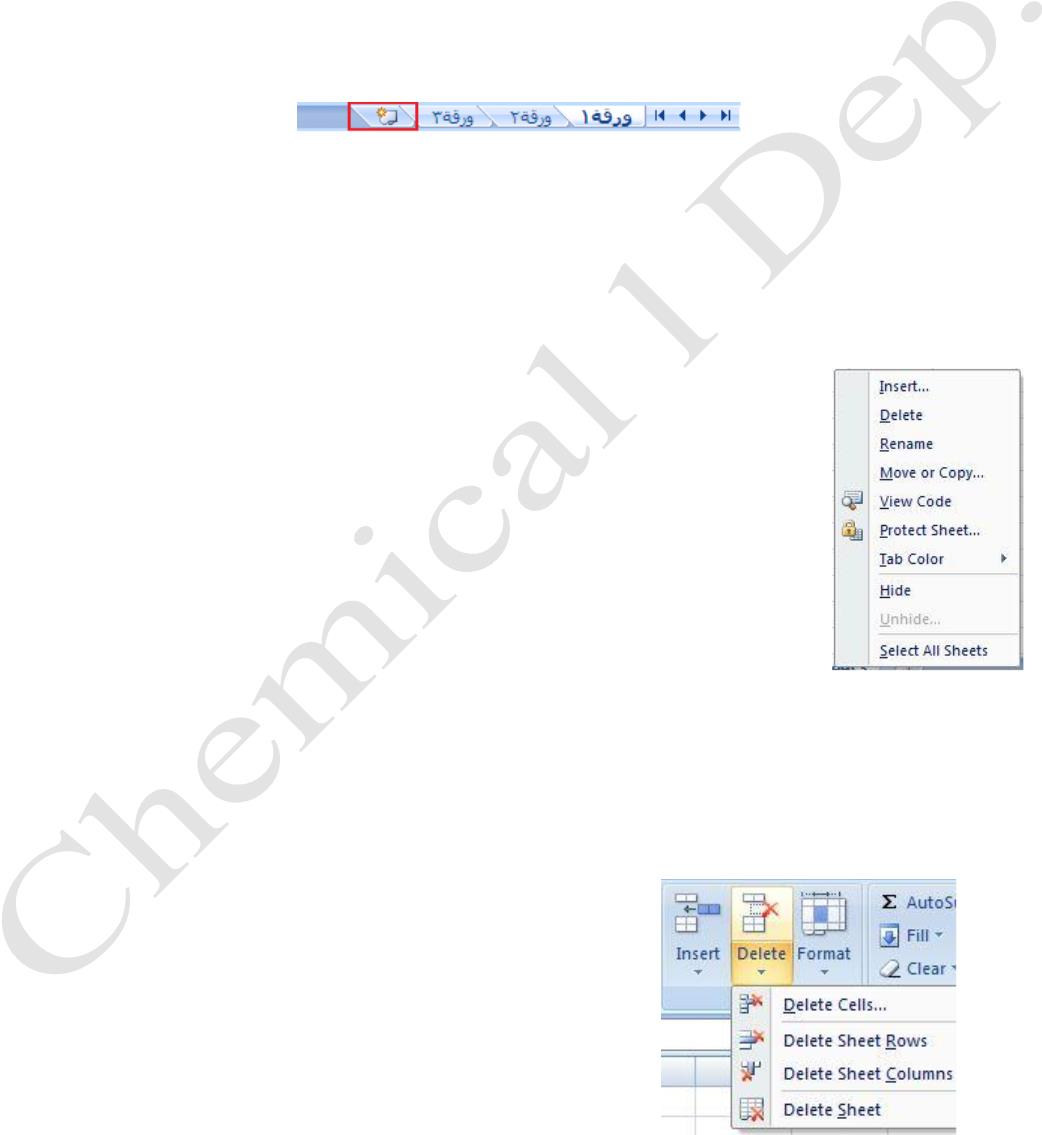 ورقة١ ورقة٢ ورقة٣
Insert...
Delete
Rename
Move or Copy...
View Code
Protect Sheet...
Tab Color
Hide
Unhide...
Select All Sheets
Σ
Fill
Insert Delete Format
Clear
Delete Cells...
Delete Sheet Rows
Delete Sheet Columns
Delete Sheet
Chemical 1 Dep.